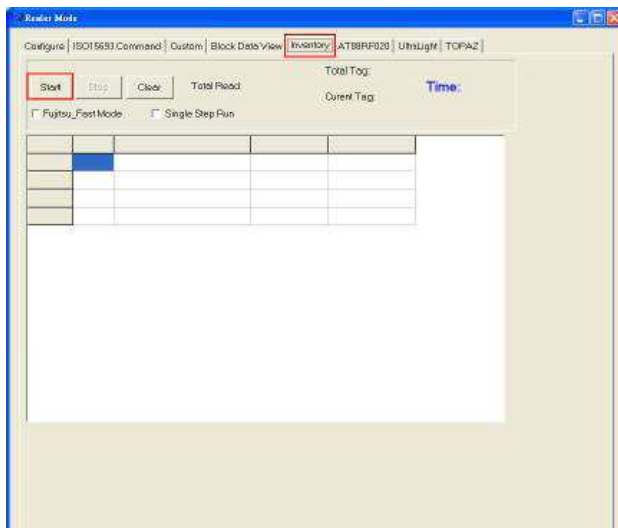 Reader Mode
Configure ISO15693 Command Custom Block Data View Inventory AT88RF020 UltraLight TOPAZ
Total Tag:
Start Stop Clear Total Read: Time:
Curent Tag:
Fujitsu_Fast Mode Single Step Run